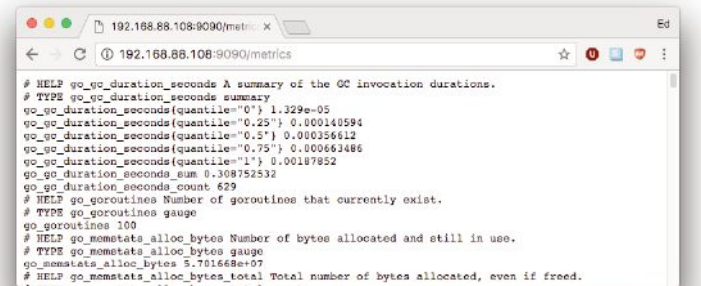 192.168.88.108:9090/metric
Ed
192.168.88.108:9090/metrics
# HELP go_gc_duration_seconds A summary of the GC invocation durations.
# TYPE go_gc_duration_seconds summary
go_gc_duration_seconds{quantile="0"} 1.329e-05
go_gc_duration_seconds{quantile="0.25"} 0.000140594
go_gc_duration_seconds{quantile="0.5"} 0.000356612
go_gc_duration_seconds{quantile="0.75"} 0.000663486
go_gc_duration_seconds{quantile="1"} 0.00187852
go_gc_duration_seconds_sum 0.308752532
go_gc_duration_seconds_count 629
# HELP go_goroutines Number of goroutines that currently exist.
# TYPE go_goroutines gauge
go_goroutines 100
# HELP go_memstats_alloc_bytes Number of bytes allocated and still in use.
# TYPE go_memstats_alloc_bytes gauge
go_memstats_alloc_bytes 5.701668e+07
# HELP go_memstats_alloc_bytes_total Total number of bytes allocated, even if freed.